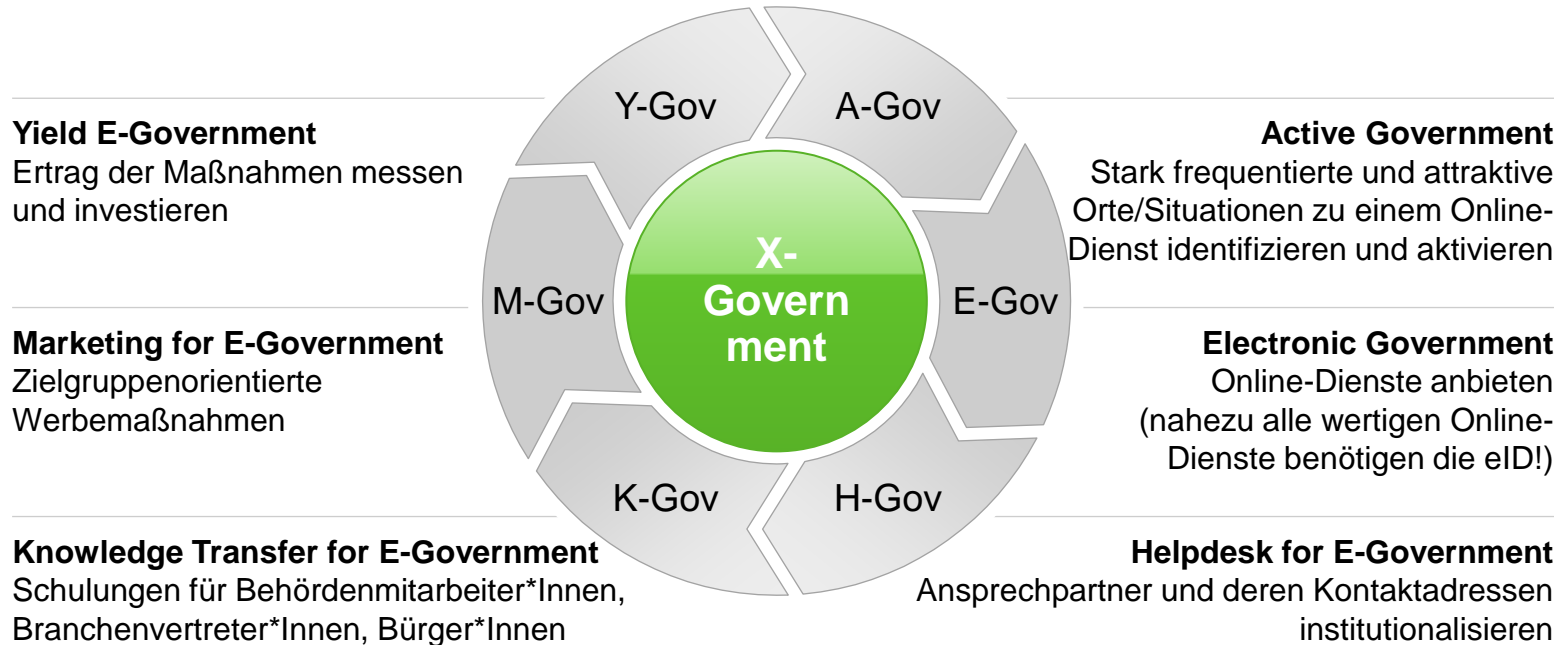 Y-Gov
A-Gov
Yield E-Government
Ertrag der Maßnahmen messen
und investieren
Active Government
Stark frequentierte und attraktive
Orte/Situationen zu einem Online-
Dienst identifizieren und aktivieren
M-Gov
X-
Govern
ment
E-Gov
Marketing for E-Government
Zielgruppenorientierte
Werbemaßnahmen
Electronic Government
Online-Dienste anbieten
(nahezu alle wertigen Online-
Dienste benötigen die eID!)
K-Gov
H-Gov
Knowledge Transfer for E-Government
Schulungen für Behördenmitarbeiter*Innen,
Branchenvertreter*Innen, Bürger*Innen
Helpdesk for E-Government
Ansprechpartner und deren Kontaktadressen
institutionalisieren